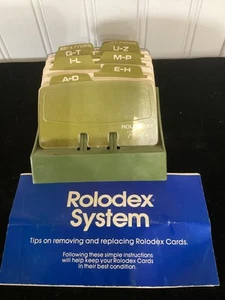 U-Z
Q-T
M-P
I-L
E-H
A-D
ROLODEX
Rolodex
System
Tips on removing and replacing Rolodex Cards.
Following these simple instructions
will help keep your Rolodex Cards
in their best condition.